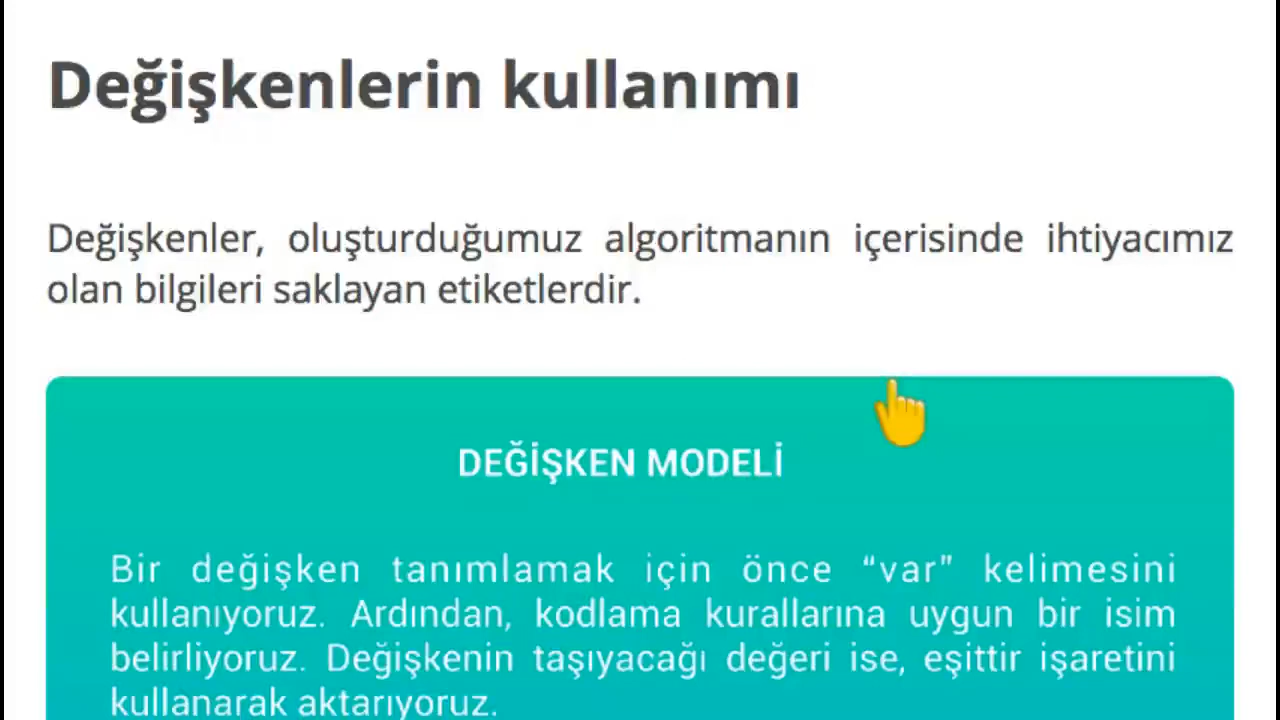 Değişkenlerin kullanımı
Değişkenler, oluşturduğumuz algoritmanın içerisinde ihtiyacımız
olan bilgileri saklayan etiketlerdir.
DEĞİŞKEN MODELİ
Bir değişken tanımlamak için önce “var” kelimesini
kullanıyoruz. Ardından, kodlama kurallarına uygun bir isim
belirliyoruz. Değişkenin taşıyacağı değeri ise, eşittir işaretini
kullanarak aktarıyoruz.